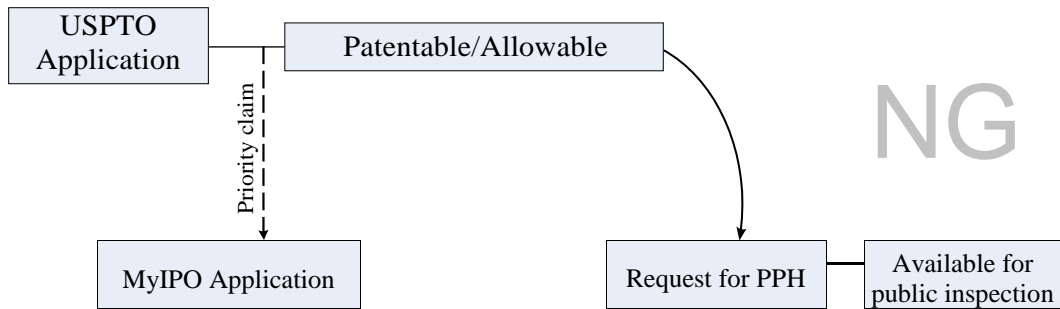 USPTO
Application
Patentable/Allowable
NG
Priority claim
MyIPO Application
Request for PPH
Available for
public inspection